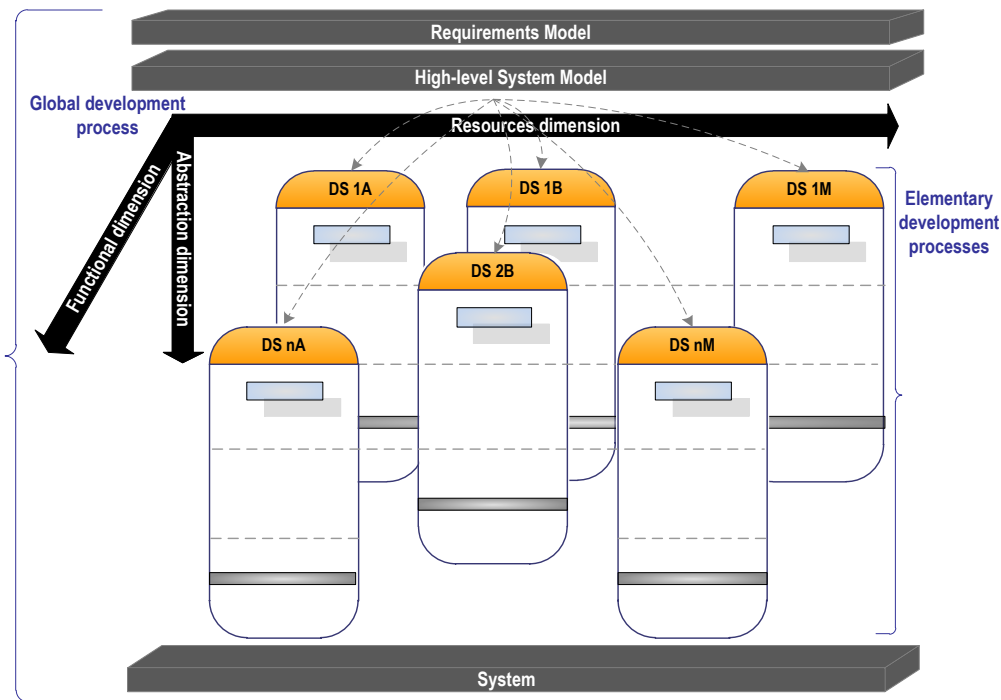 Requirements Model
High-level System Model
Global development
process
Resources dimension
Functional dimension
Abstraction dimension
DS 1A
DS 1B
DS 1M
Elementary
development
processes
DS 2B
DS nA
DS nM
System